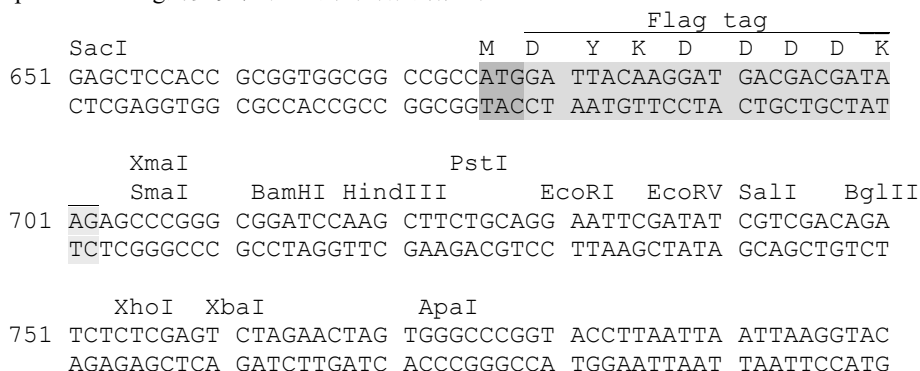 Flag tag
SacI M D Y K D D D D K
651 GAGCTCCACC GCGGTGGCGG CCGCCATGGA TTACAAGGAT GACGACGATA
CTCGAGGTGG CGCCACCGCC GGCGGTACCT AATGTTCCTA CTGCTGCTAT
XmaI PstI
SmaI BamHI HindIII EcoRI EcoRV SalI BglII
701 AGAGCCCGGG CGGATCCAAG CTTCTGCAGG AATTCGATAT CGTCGACAGA
TCTCGGGCCC GCCTAGGTTC GAAGACGTCC TTAAGCTATA GCAGCTGTCT
XhoI XbaI ApaI
751 TCTCTCGAGT CTAGAACTAG TGGGCCCGGT ACCTTAATTA ATTAAGGTAC
AGAGAGCTCA GATCTTGATC ACCCGGGCCA TGGAATTAAT TAATTCCATG